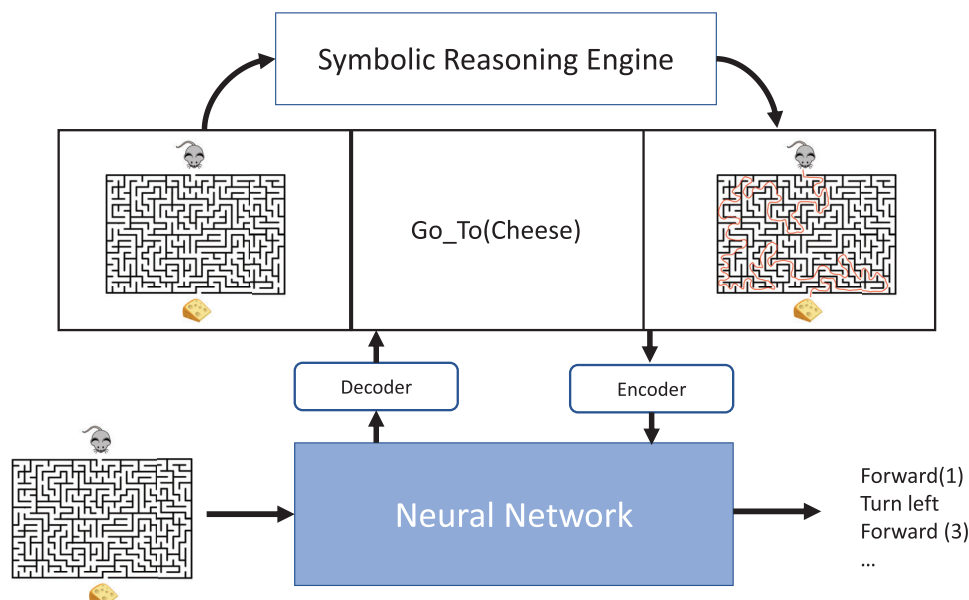 Symbolic Reasoning Engine
Go_To(Cheese)
Decoder
Encoder
Neural Network
Forward(1)
Turn left
Forward (3)
...